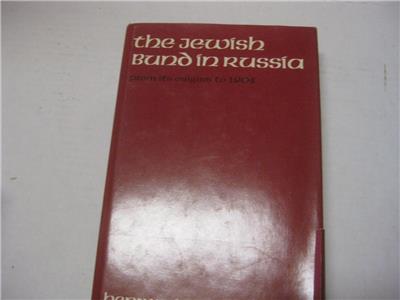 the Jewish
Bund in Russia
from its origins to 1905